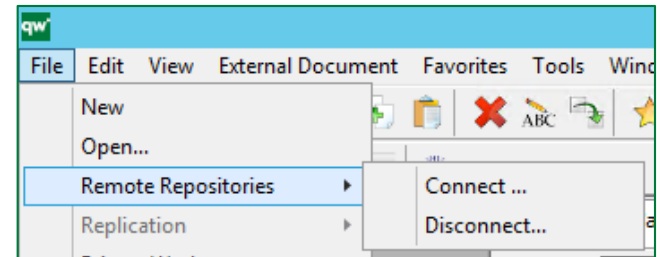 qw
File Edit View External Document Favorites Tools
New
ABC
Open...
Remote Repositories
Connect ...
Replication
Disconnect...